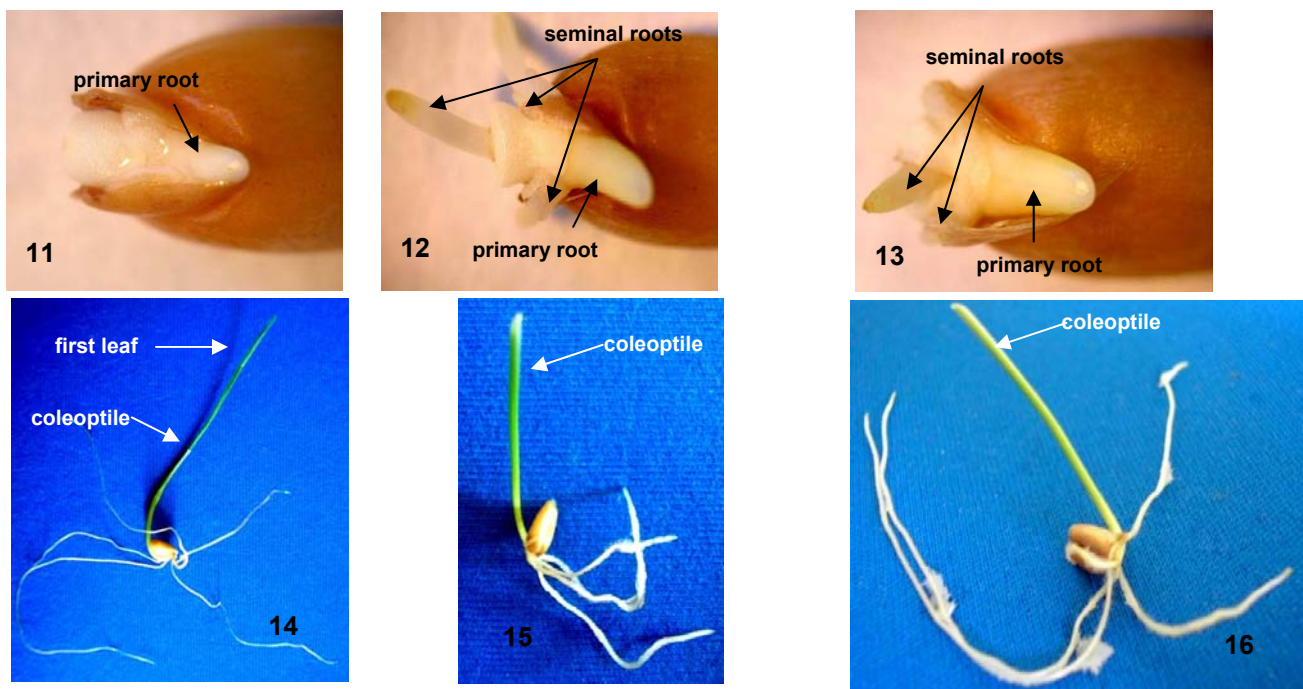 primary root
11
seminal roots
primary root
12
seminal roots
primary root
13
first leaf
coleoptile
14
coleoptile
15
coleoptile
16